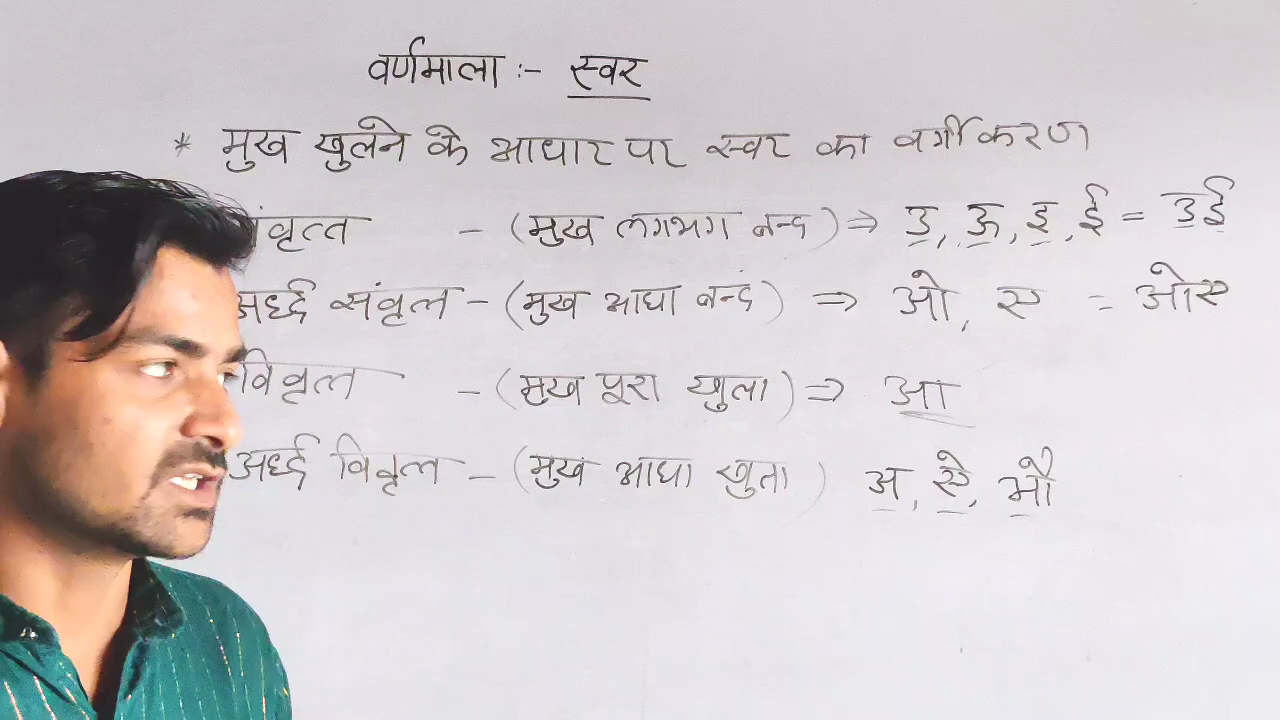 वर्णमाला :- स्वर
* मुख खुलने के आधार पर स्वर का वर्गीकरण
संवृत्त - (मुख लगभग बन्द) ⇒ उ, ऊ, इ, ई = उई
अर्ध्द संवृत्त - (मुख आधा बन्द) ⇒ ओ, ए = ओए
विवृत्त - (मुख पूरा खुला) ⇒ आ
अर्ध्द विवृत्त - (मुख आधा खुला) अ, ऐ, औ